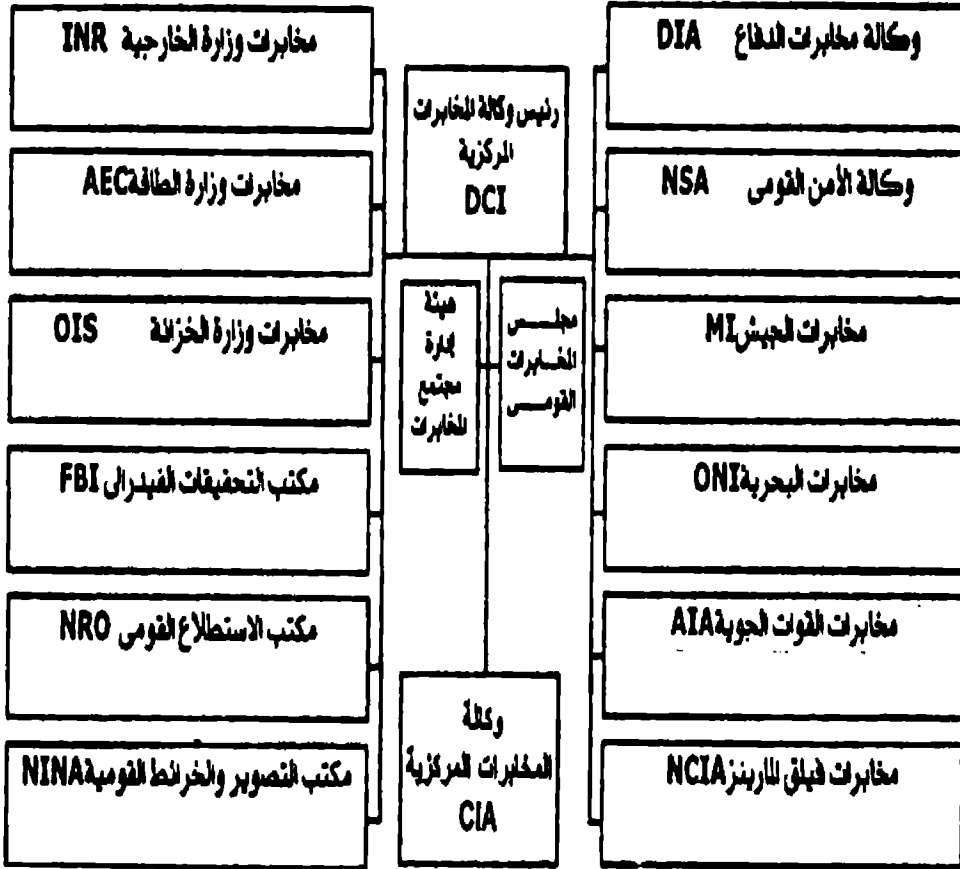 وكالة مخابرات الدفاع DIA
وكالة الأمن القومى NSA
مخابرات الجيش MI
مخابرات البحرية ONI
مخابرات القوات الجوية AIA
مخابرات فيلق المارينز NCIA
رئيس وكالة المخابرات
المركزية
DCI
مجلس
المخابرات
القومى
هيئة
إدارة
مجتمع
المخابرات
وكالة
المخابرات المركزية
CIA
مخابرات وزارة الخارجية INR
مخابرات وزارة الطاقة AEC
مخابرات وزارة الخزانة OIS
مكتب التحقيقات الفيدرالى FBI
مكتب الاستطلاع القومى NRO
مكتب التصوير والخرائط القومية NINA